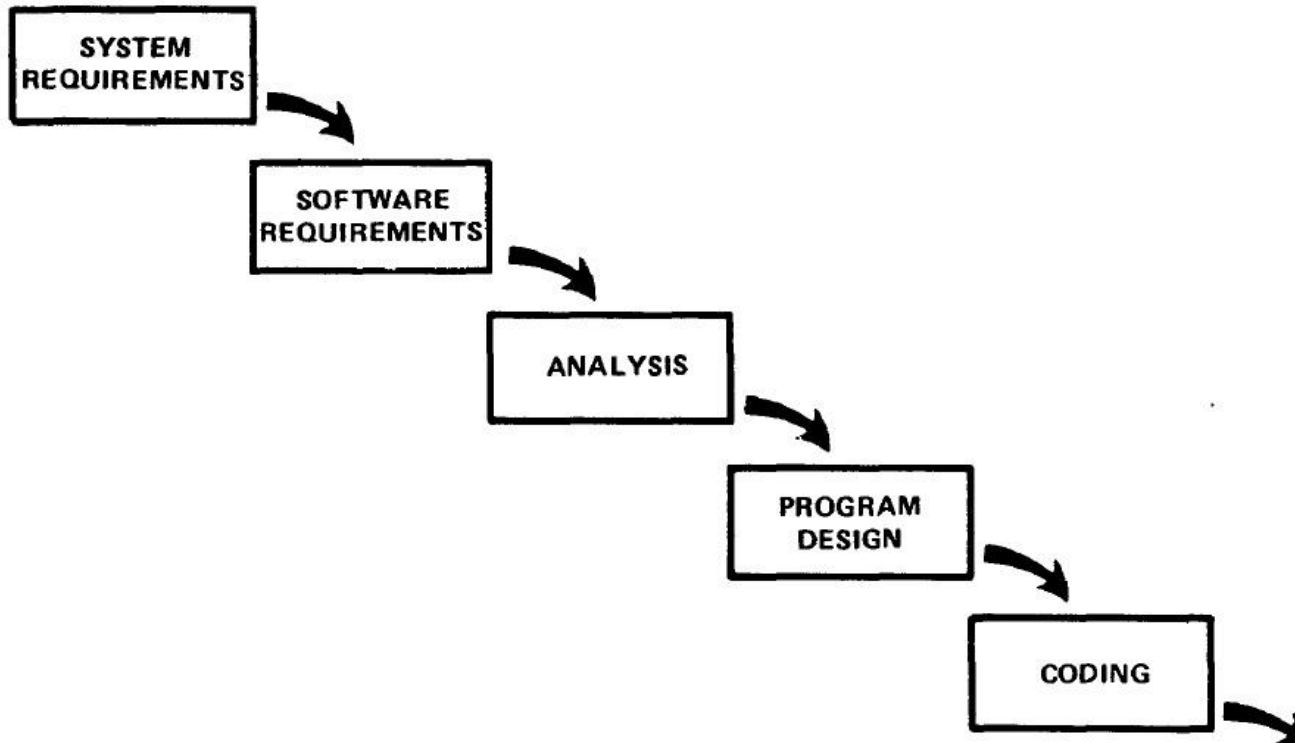 SYSTEM
REQUIREMENTS
SOFTWARE
REQUIREMENTS
ANALYSIS
PROGRAM
DESIGN
CODING